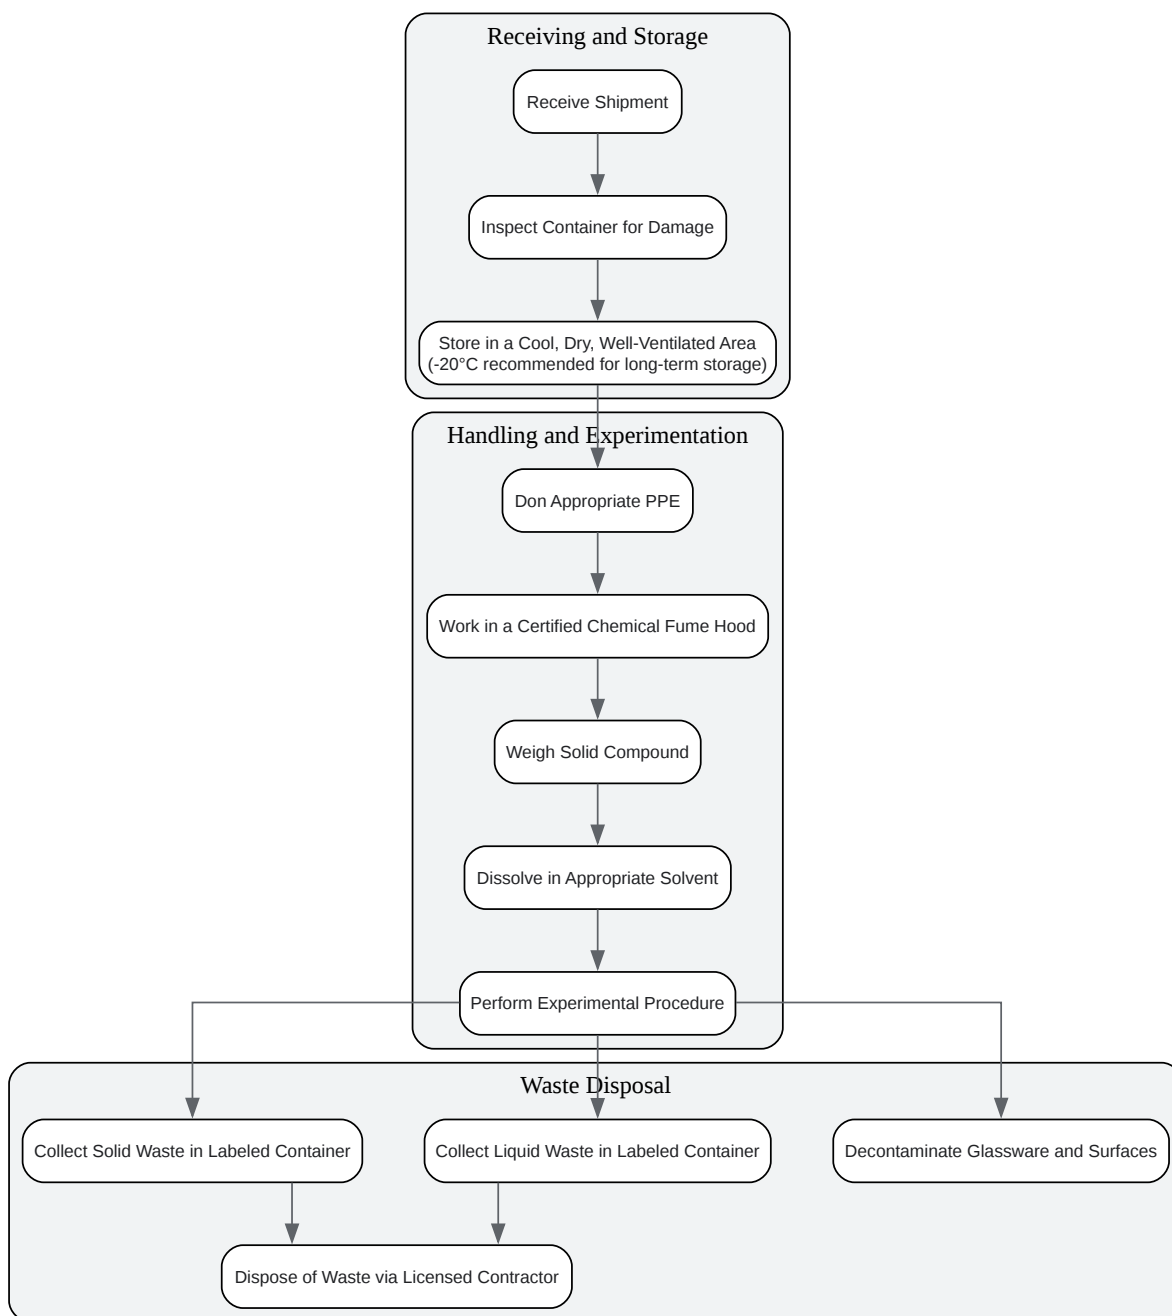 Receiving and Storage
Receive Shipment
Inspect Container for Damage
Store in a Cool, Dry, Well-Ventilated Area
(-20°C recommended for long-term storage)
Handling and Experimentation
Don Appropriate PPE
Work in a Certified Chemical Fume Hood
Weigh Solid Compound
Dissolve in Appropriate Solvent
Perform Experimental Procedure
Waste Disposal
Collect Solid Waste in Labeled Container
Collect Liquid Waste in Labeled Container
Decontaminate Glassware and Surfaces
Dispose of Waste via Licensed Contractor